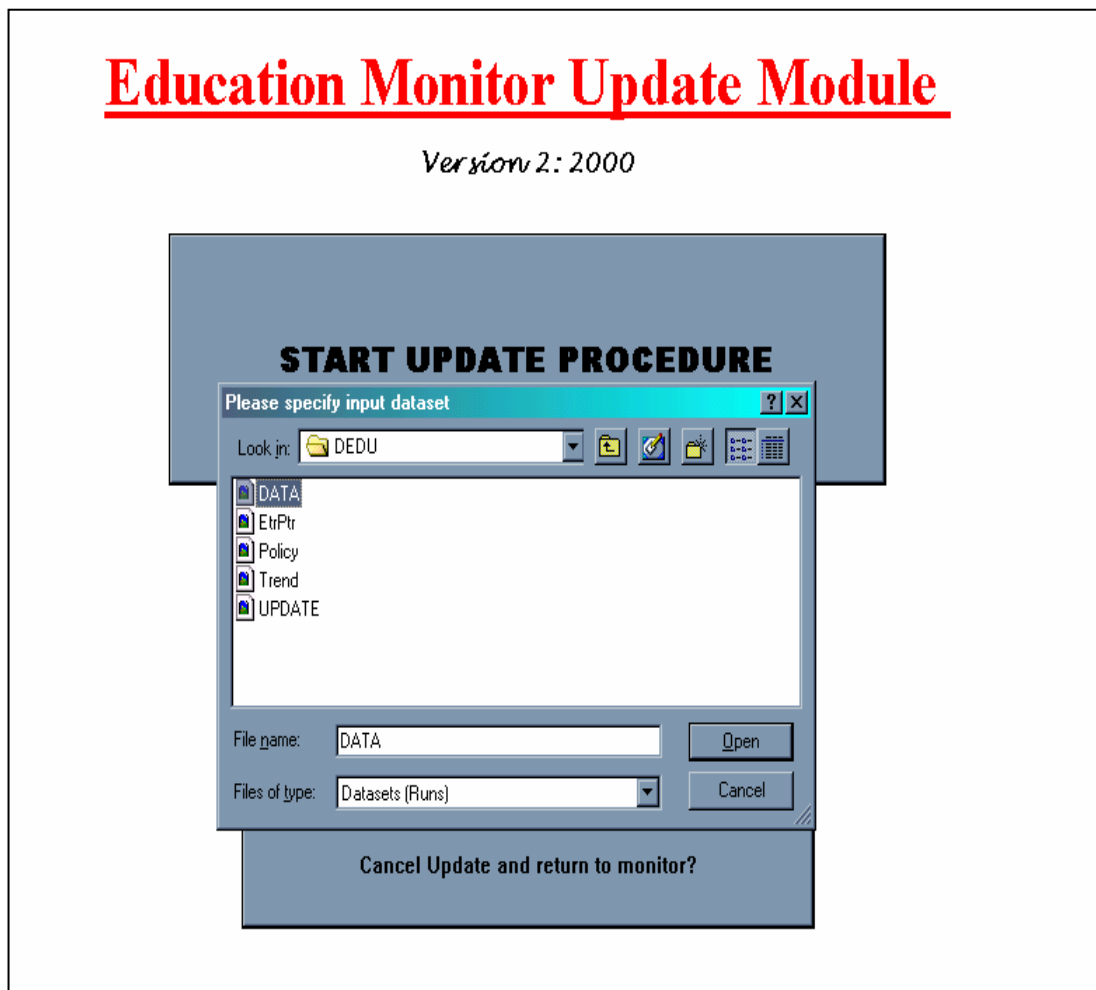 Education Monitor Update Module
Version 2: 2000
START UPDATE PROCEDURE
Please specify input dataset
Look in: DEDU
DATA
EtrPtr
Policy
Trend
UPDATE
File name: DATA
Open
Files of type: Datasets (Runs)
Cancel
Cancel Update and return to monitor?